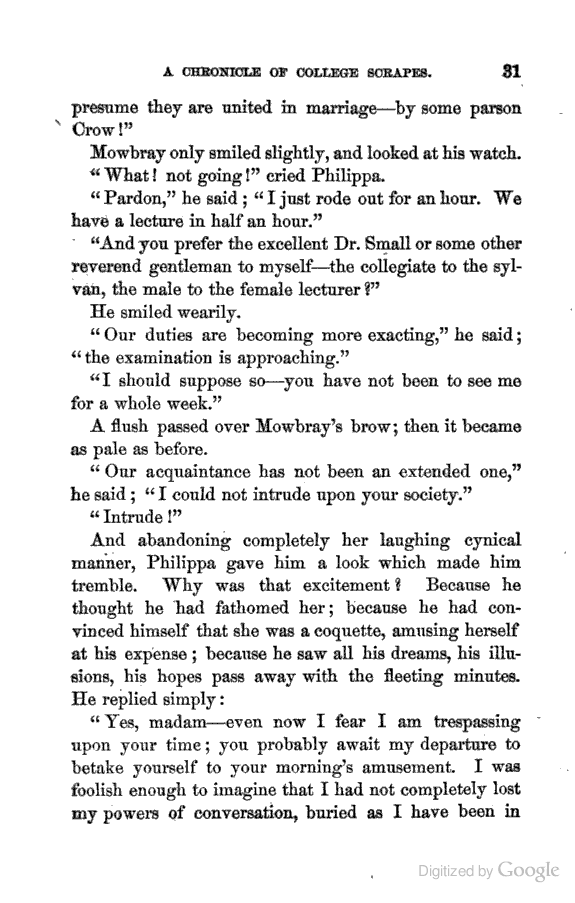 A CHRONICLE OF COLLEGE SCRAPES. 31
presume they are united in marriage—by some parson
Crow!”
Mowbray only smiled slightly, and looked at his watch.
“What! not going!” cried Philippa.
“Pardon,” he said; “I just rode out for an hour. We
have a lecture in half an hour.”
“And you prefer the excellent Dr. Small or some other
reverend gentleman to myself—the collegiate to the syl-
van, the male to the female lecturer?”
He smiled wearily.
“Our duties are becoming more exacting,” he said;
“the examination is approaching.”
“I should suppose so—you have not been to see me
for a whole week.”
A flush passed over Mowbray’s brow; then it became
as pale as before.
“Our acquaintance has not been an extended one,”
he said; “I could not intrude upon your society.”
“Intrude!”
And abandoning completely her laughing cynical
manner, Philippa gave him a look which made him
tremble. Why was that excitement? Because he
thought he had fathomed her; because he had con-
vinced himself that she was a coquette, amusing herself
at his expense; because he saw all his dreams, his illu-
sions, his hopes pass away with the fleeting minutes.
He replied simply:
“Yes, madam—even now I fear I am trespassing
upon your time; you probably await my departure to
betake yourself to your morning’s amusement. I was
foolish enough to imagine that I had not completely lost
my powers of conversation, buried as I have been in
Digitized by Google